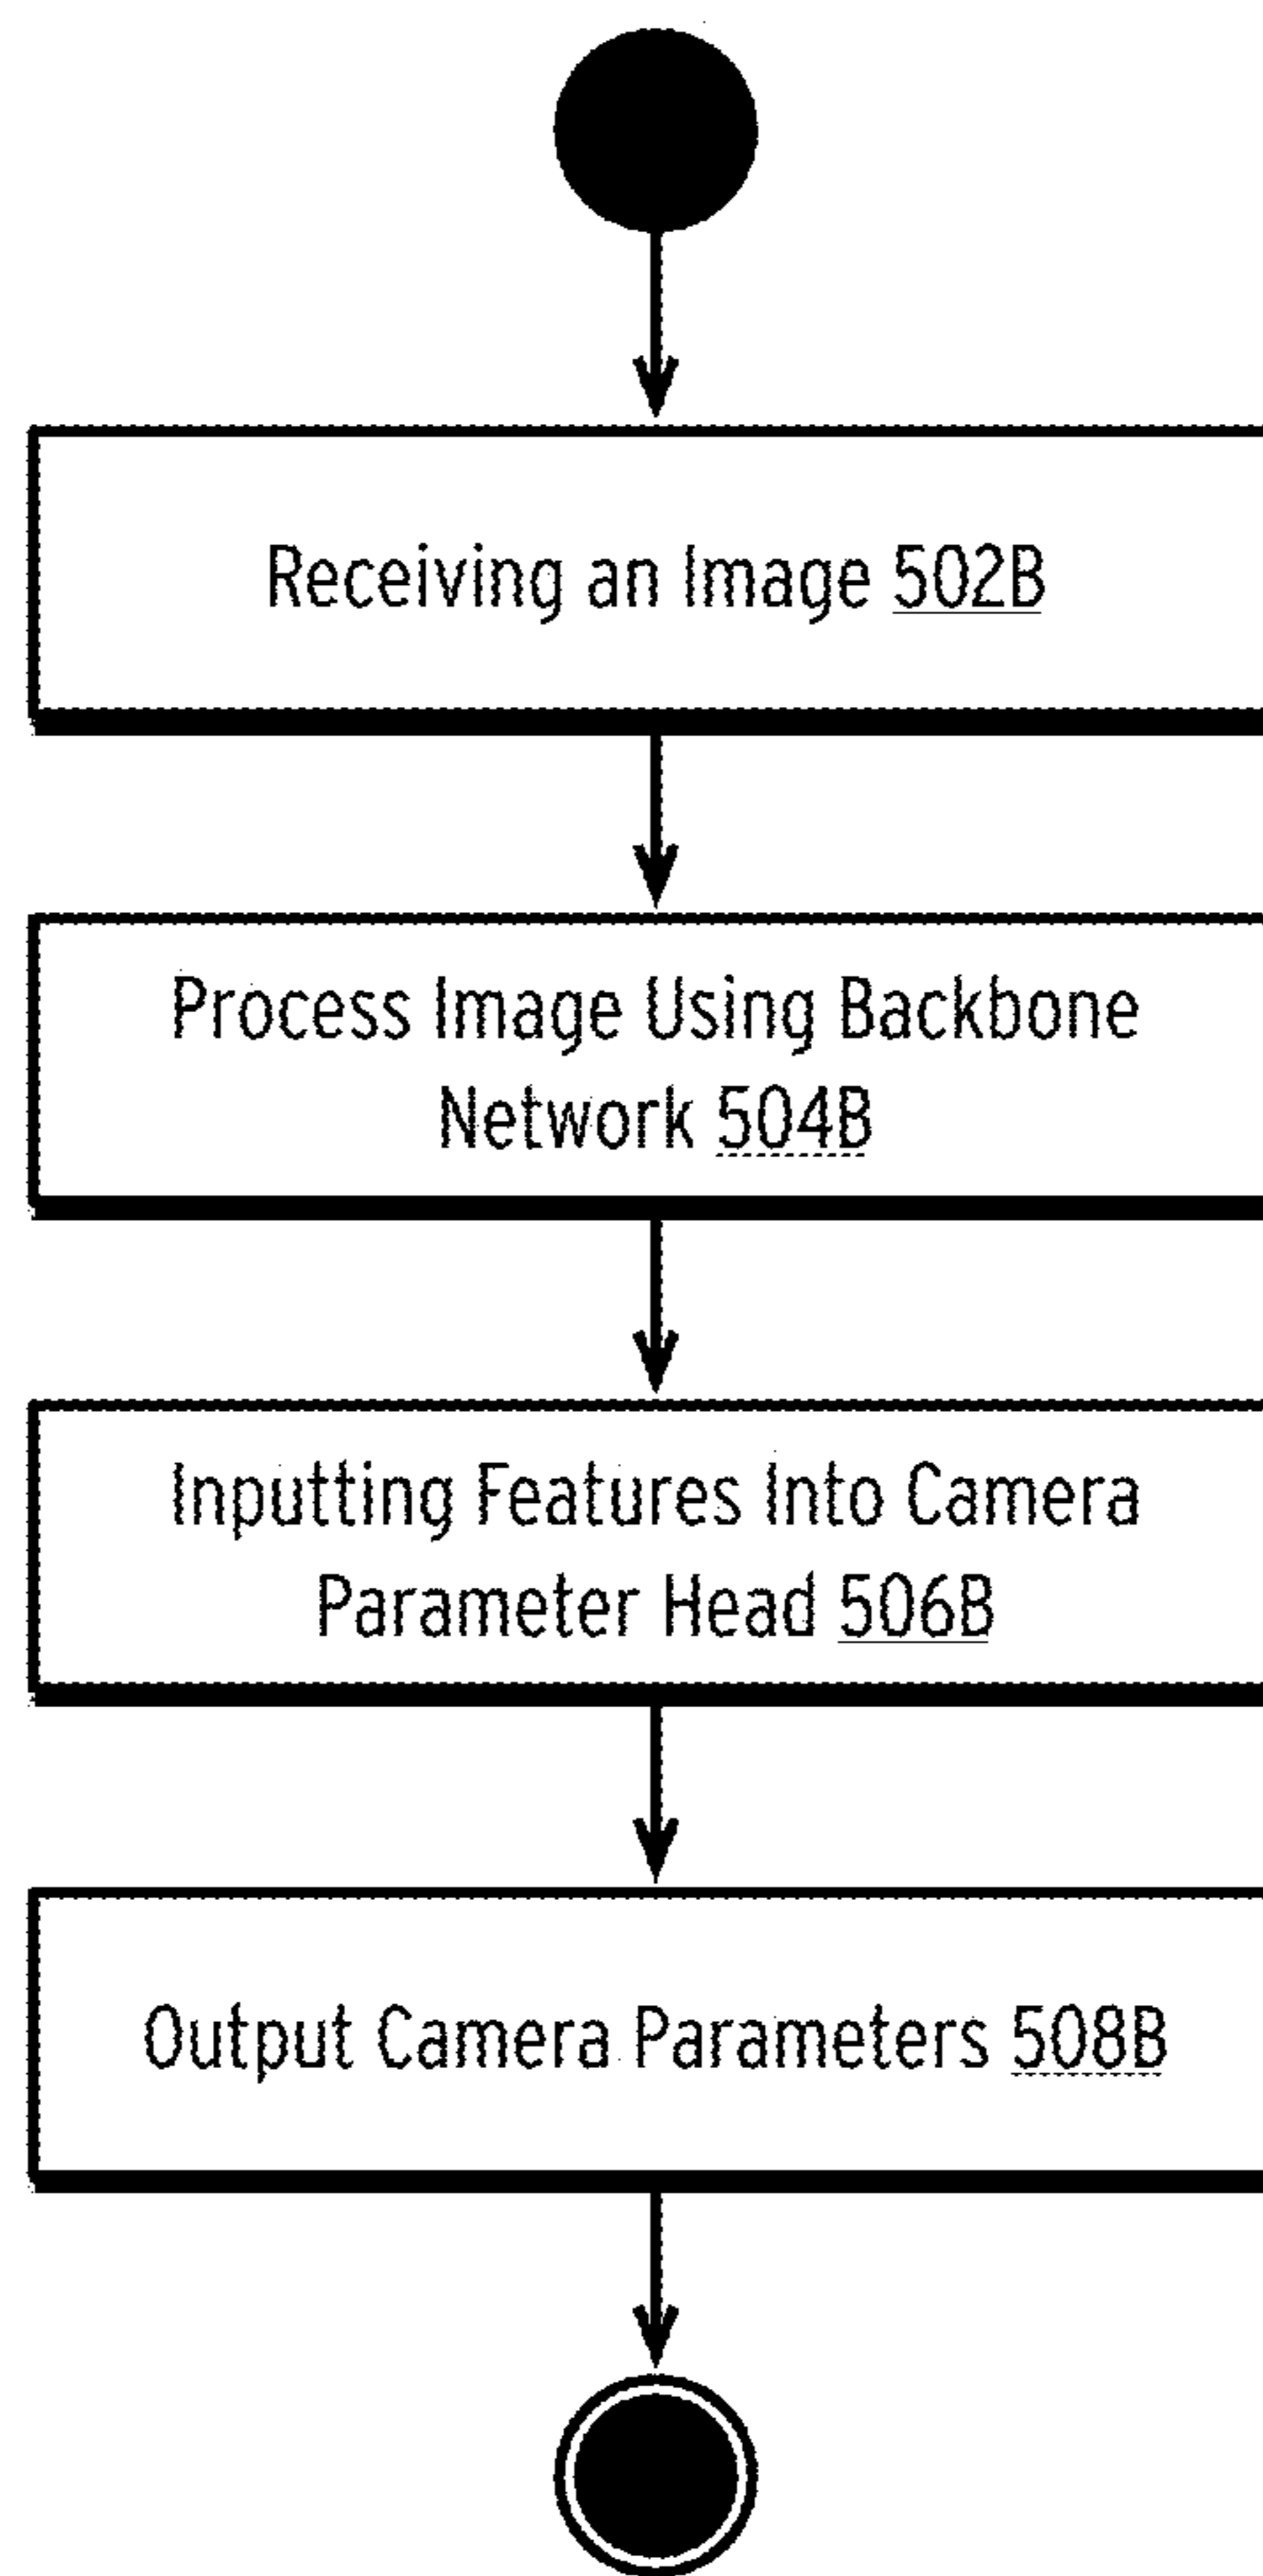 Receiving an Image 502B
Process Image Using Backbone
Network 504B
Inputting Features Into Camera
Parameter Head 506B
Output Camera Parameters 508B